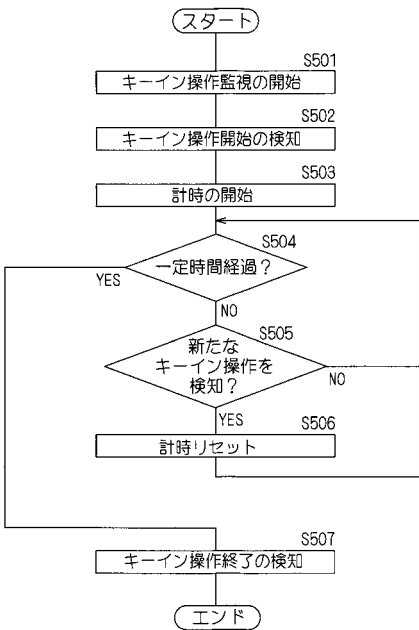 スタート
S501
キーイン操作監視の開始
S502
キーイン操作開始の検知
S503
計時の開始
S504
一定時間経過？
YES
NO
S505
新たな
キーイン操作を
検知？
NO
YES
S506
計時リセット
S507
キーイン操作終了の検知
エンド